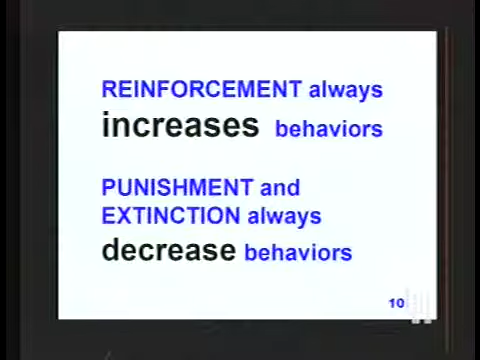 REINFORCEMENT always
increases behaviors
PUNISHMENT and
EXTINCTION always
decrease behaviors
10